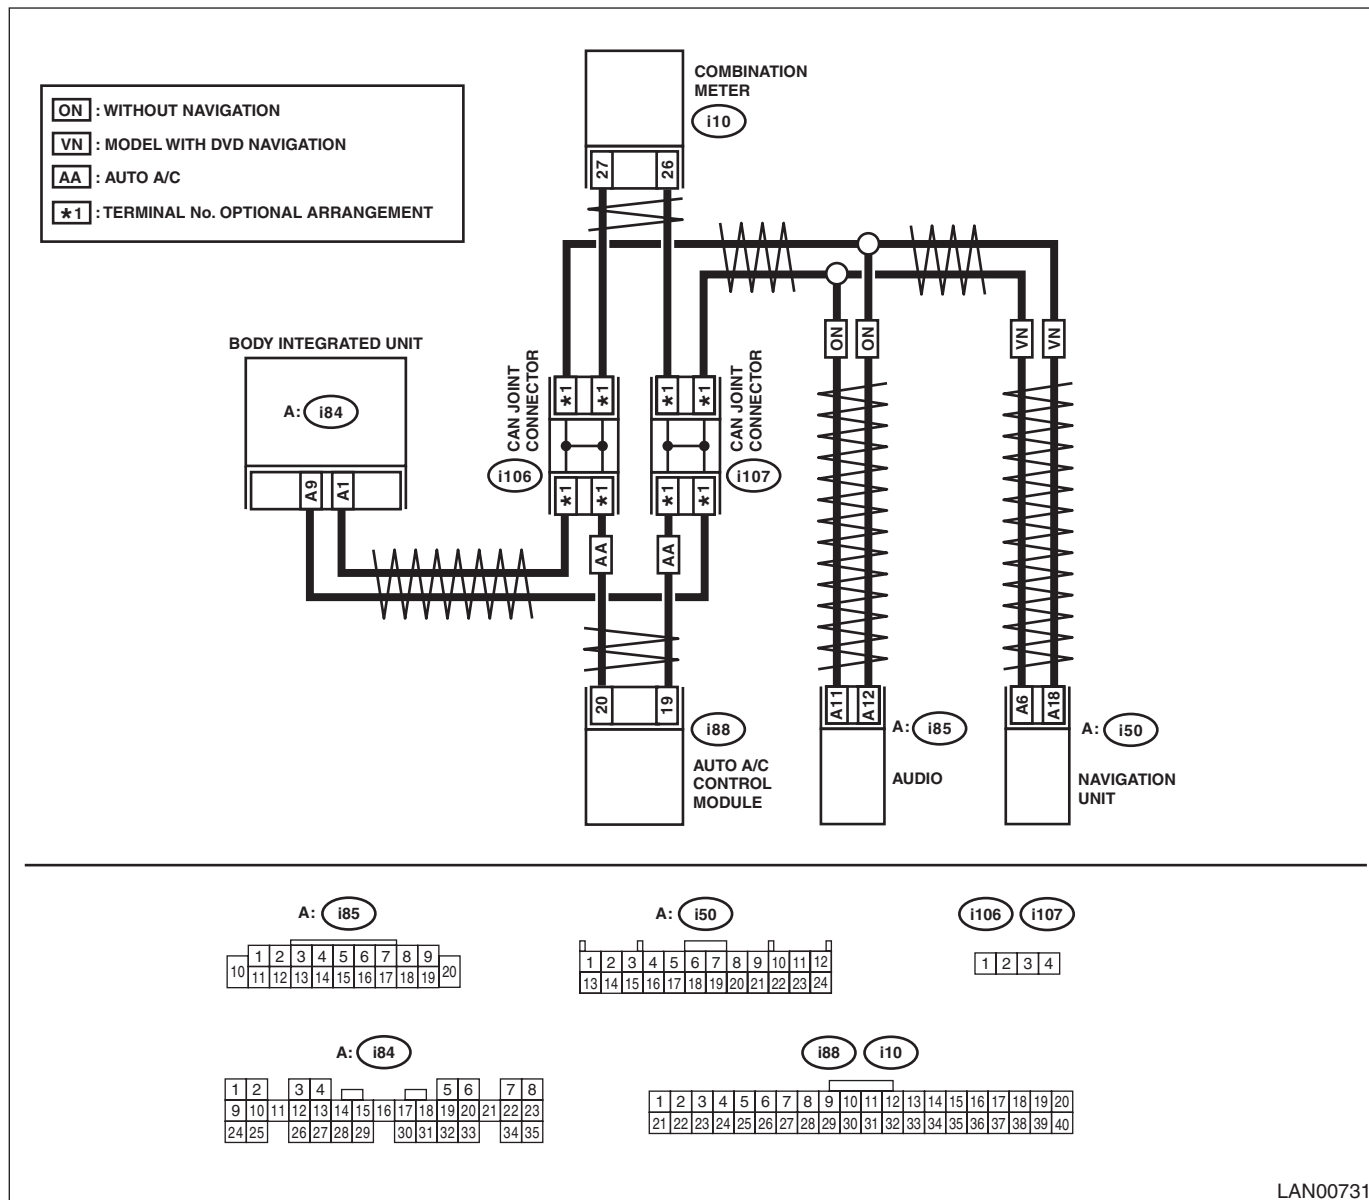 COMBINATION
METER
i10
ON : WITHOUT NAVIGATION
VN : MODEL WITH DVD NAVIGATION
AA : AUTO A/C
*1 : TERMINAL No. OPTIONAL ARRANGEMENT
27 26
BODY INTEGRATED UNIT
A: i84
A9 A1
CAN JOINT
CONNECTOR
i106
*1 *1
*1 *1
*1 *1
*1 *1
CAN JOINT
CONNECTOR
i107
ON ON VN VN
AA AA
20 19
i88
AUTO A/C
CONTROL
MODULE
A11 A12
A: i85
AUDIO
A6 A18
A: i50
NAVIGATION
UNIT
A: i85
1 2 3 4 5 6 7 8 9
10 11 12 13 14 15 16 17 18 19 20
A: i50
1 2 3 4 5 6 7 8 9 10 11 12
13 14 15 16 17 18 19 20 21 22 23 24
i106 i107
1 2 3 4
A: i84
1 2 3 4 5 6 7 8
9 10 11 12 13 14 15 16 17 18 19 20 21 22 23
24 25 26 27 28 29 30 31 32 33 34 35
i88 i10
1 2 3 4 5 6 7 8 9 10 11 12 13 14 15 16 17 18 19 20
21 22 23 24 25 26 27 28 29 30 31 32 33 34 35 36 37 38 39 40
LAN00731